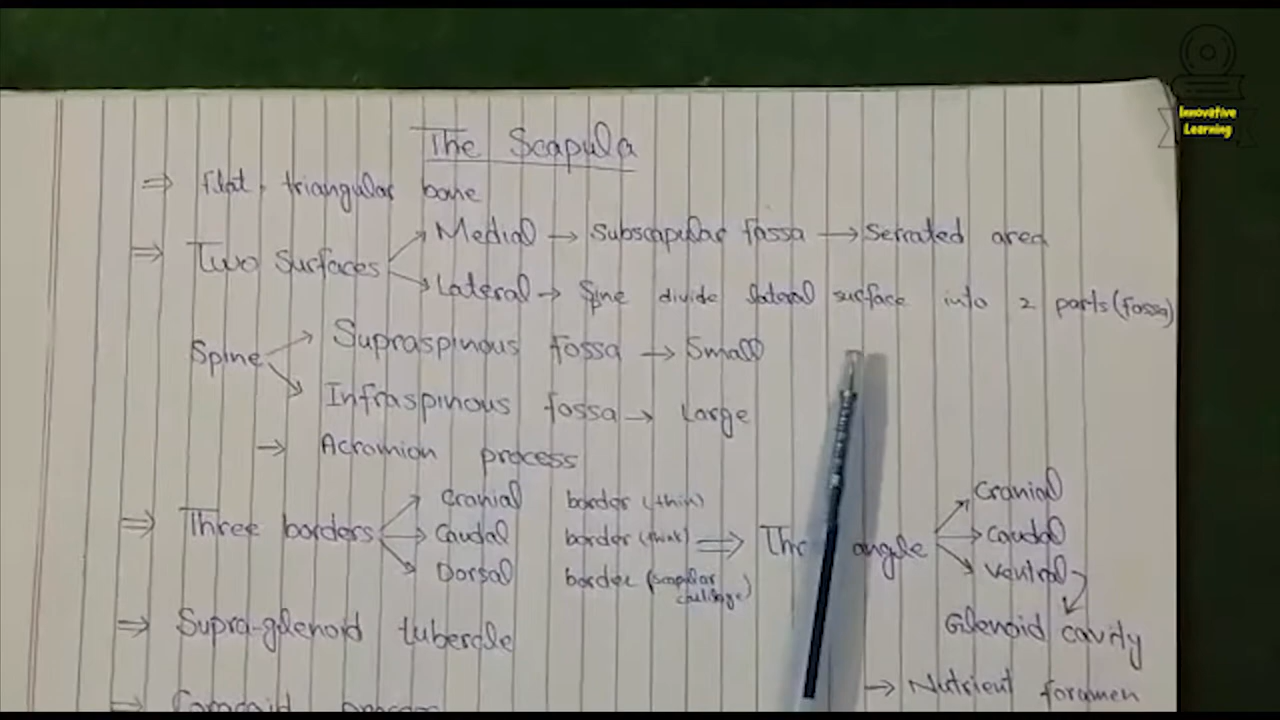 The Scapula
⇒ flat, triangular bone
⇒ Two Surfaces → Medial → Subscapular fossa → Serrated area
→ Lateral → Spine divide lateral surface into 2 parts (fossa)
Spine → Supraspinous fossa → Small
→ Infraspinous fossa → Large
→ Acromion process
⇒ Three borders → Cranial border (thin)
→ Caudal border (thick)
→ Dorsal border (scapular
⇒ angle → Cranial
→ Caudal
→ Ventral
Glenoid cavity
⇒ Supra-glenoid tubercle
→ Nutrient foramen
Innovative
Learning